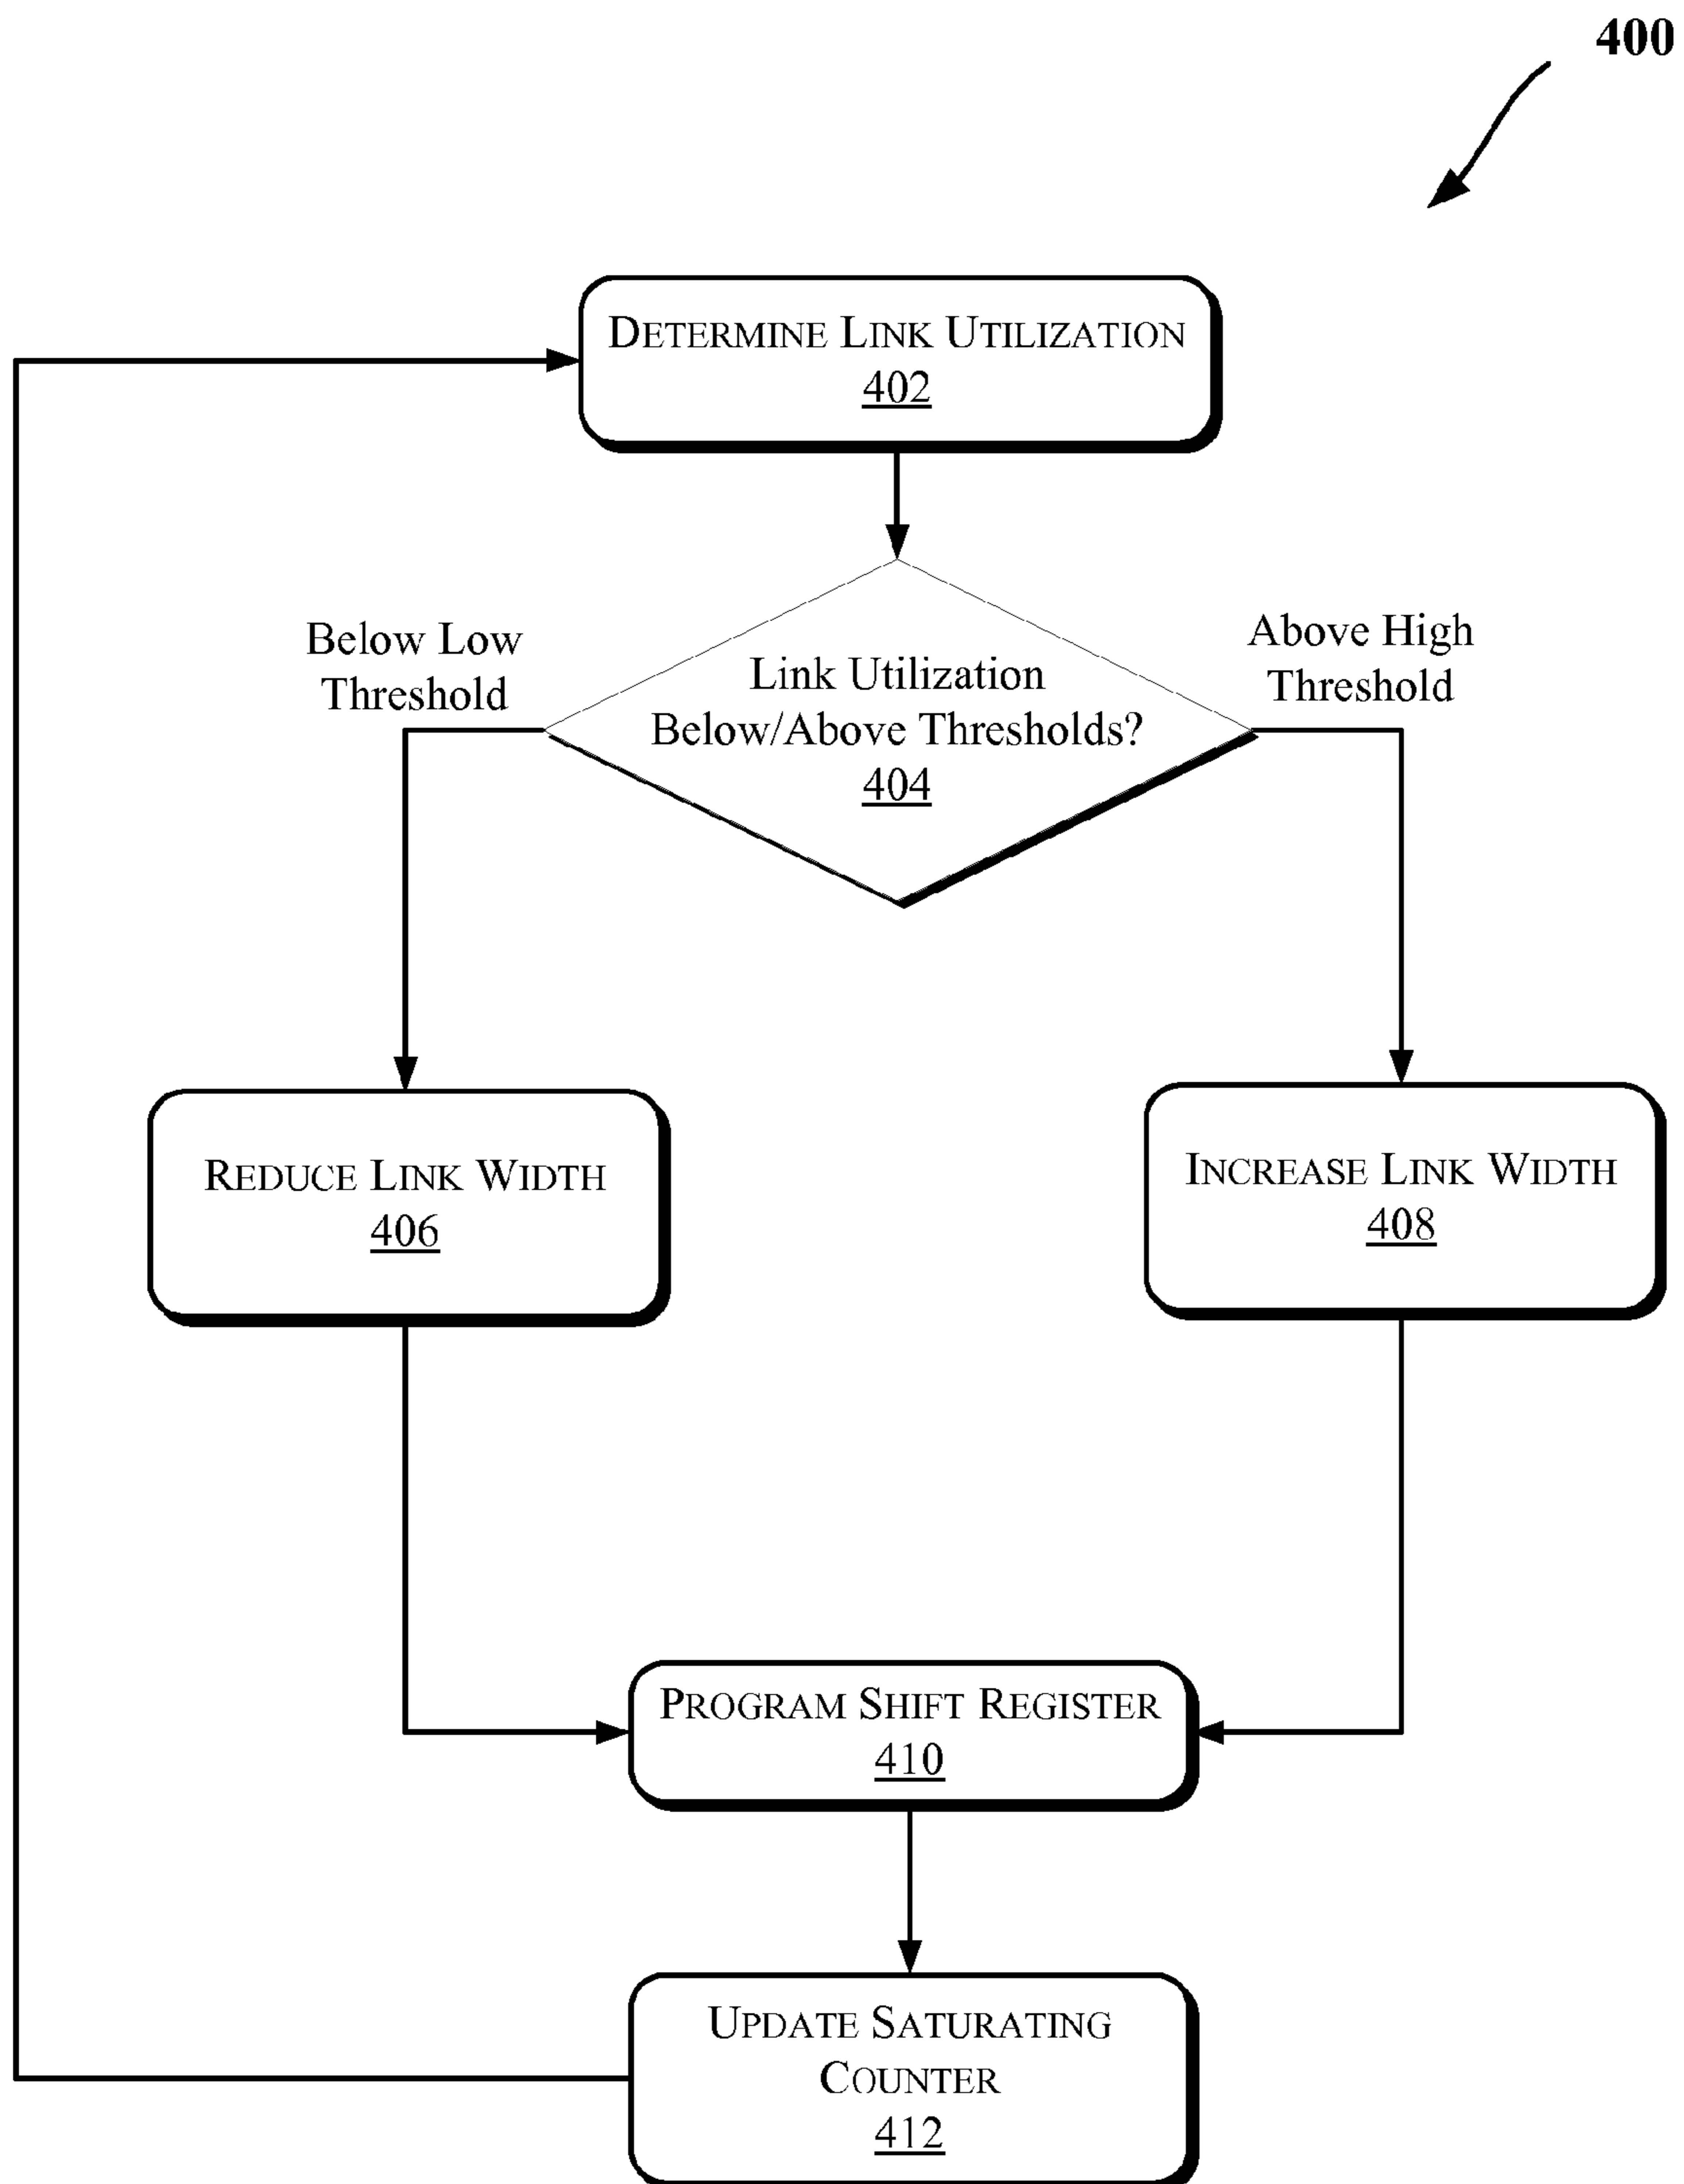 400
DETERMINE LINK UTILIZATION
402
Below Low
Threshold
Above High
Threshold
Link Utilization
Below/Above Thresholds?
404
REDUCE LINK WIDTH
406
INCREASE LINK WIDTH
408
PROGRAM SHIFT REGISTER
410
UPDATE SATURATING
COUNTER
412